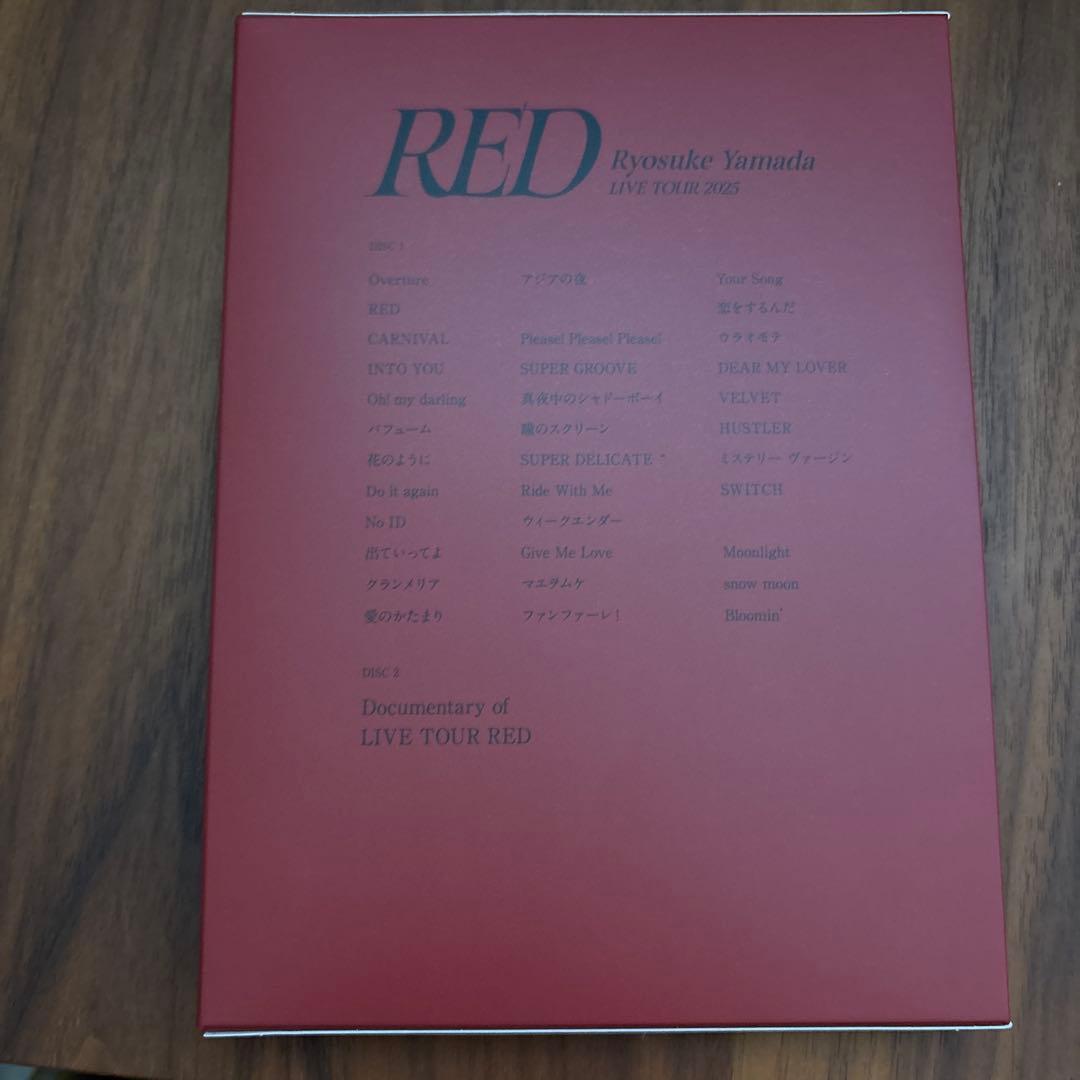 RED
Ryosuke Yamada
LIVE TOUR 2025
DISC 1
Overture
RED
CARNIVAL
INTO YOU
Oh! my darling
パフューム
花のように
Do it again
No ID
出ていってよ
グランメリア
愛のかたまり
アジアの夜
Please! Please! Please!
SUPER GROOVE
真夜中のシャドーボーイ
瞳のスクリーン
SUPER DELICATE
Ride With Me
ウィークエンダー
Give Me Love
マエヲムケ
ファンファーレ!
Your Song
恋をするんだ
ウラオモテ
DEAR MY LOVER
VELVET
HUSTLER
ミステリー ヴァージン
SWITCH
Moonlight
snow moon
Bloomin'
DISC 2
Documentary of
LIVE TOUR RED